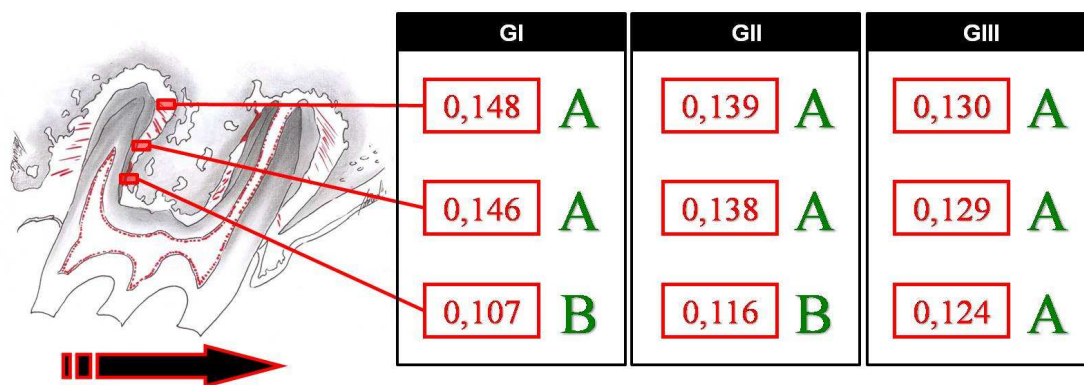 GI GII GIII
0,148 A 0,139 A 0,130 A
0,146 A 0,138 A 0,129 A
0,107 B 0,116 B 0,124 A